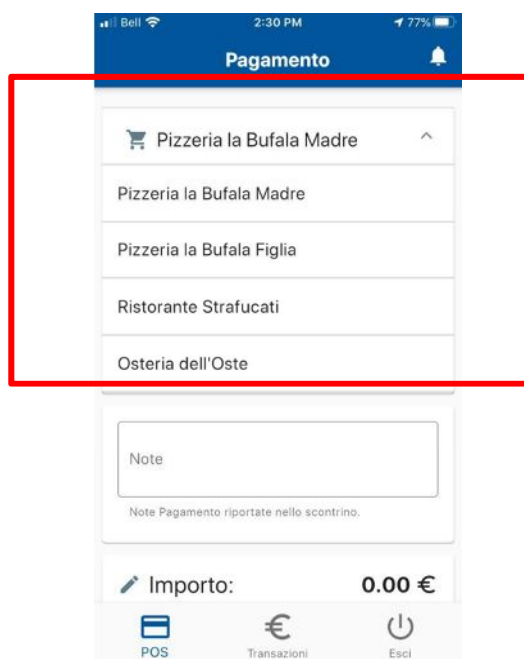 Bell 2:30 PM 77%
Pagamento
Pizzeria la Bufala Madre
Pizzeria la Bufala Madre
Pizzeria la Bufala Figlia
Ristorante Strafucati
Osteria dell'Oste
Note
Note Pagamento riportate nello scontrino.
Importo: 0.00 €
€
POS Transazioni Esci